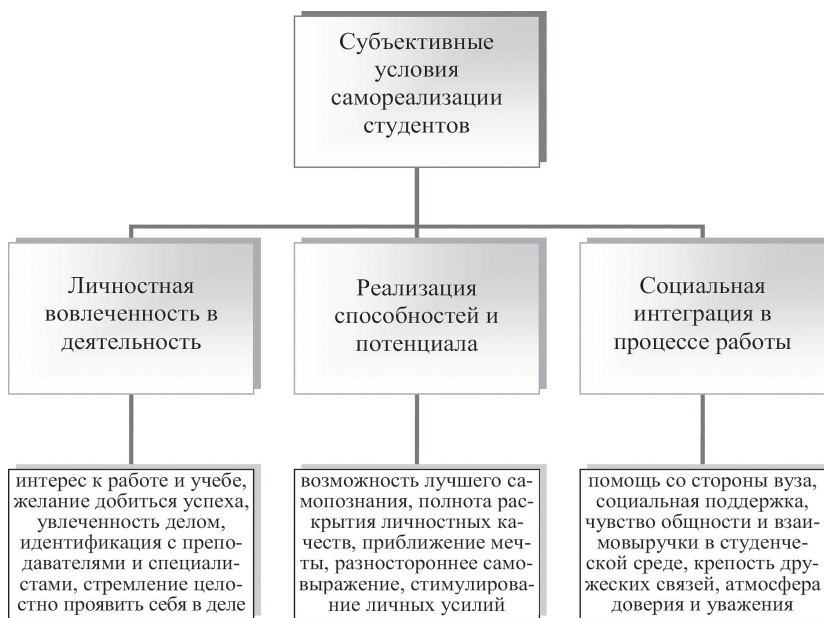 Субъективные
условия
самореализации
студентов
Личностная
вовлеченность в
деятельность
Реализация
способностей и
потенциала
Социальная
интеграция в
процессе работы
интерес к работе и учебе,
желание добиться успеха,
увлеченность делом,
идентификация с препо-
давателями и специали-
стами, стремление цело-
стно проявить себя в деле
возможность лучшего са-
мопознания, полнота рас-
крытия личностных ка-
честв, приближение меч-
ты, разностороннее само-
выражение, стимулирова-
ние личных усилий
помощь со стороны вуза,
социальная поддержка,
чувство общности и взаи-
мовыручки в студенче-
ской среде, крепость дру-
жеских связей, атмосфера
доверия и уважения